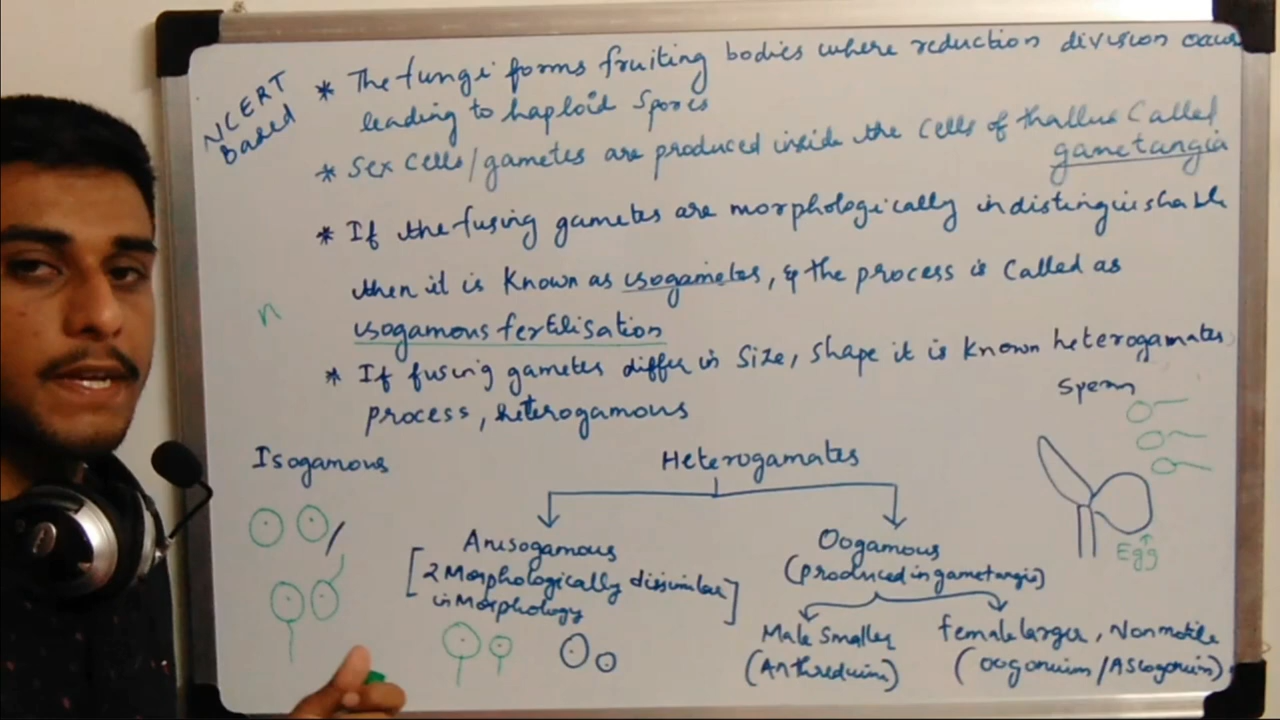 NCERT
Based
* The fungi forms fruiting bodies where reduction division occurs
leading to haploid spores
* Sex cells/gametes are produced inside the cells of thallus called
gametangia
* If the fusing gametes are morphologically indistinguishable
then it is known as isogametes, & the process is called as
isogamous fertilisation
n
* If fusing gametes differ in size, shape it is known heterogamates
process, heterogamous
Sperm
Isogamous
Heterogamates
Anisogamous
[2 Morphologically dissimilar
in Morphology]
Oogamous
(produced in gametangia)
Egg
Male smaller
(Anthredium)
female larger, Nonmotile
(oogonium/Ascogonium)